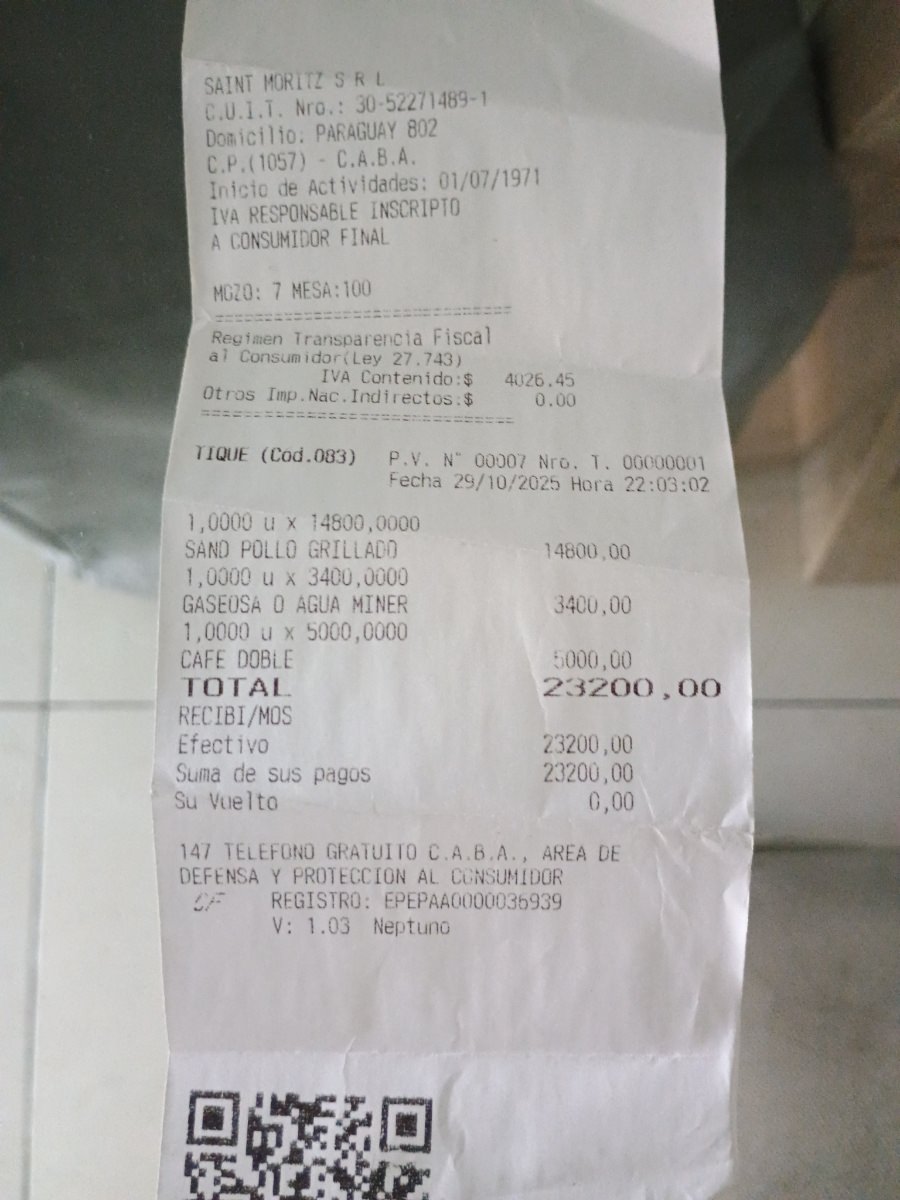 SAINT MORITZ S R L
C.U.I.T. Nro.: 30-52271489-1
Domicilio: PARAGUAY 802
C.P.(1057) - C.A.B.A.
Inicio de Actividades: 01/07/1971
IVA RESPONSABLE INSCRIPTO
A CONSUMIDOR FINAL
MOZO: 7 MESA:100
================================
Regimen Transparencia Fiscal
al Consumidor(Ley 27.743)
IVA Contenido:$ 4026.45
Otros Imp.Nac.Indirectos:$ 0.00
================================
TIQUE (Cod.083) P.V. N° 00007 Nro. T. 00000001
Fecha 29/10/2025 Hora 22:03:02
1,0000 u x 14800,0000
SAND POLLO GRILLADO 14800,00
1,0000 u x 3400,0000
GASEOSA O AGUA MINER 3400,00
1,0000 u x 5000,0000
CAFE DOBLE 5000,00
TOTAL 23200,00
RECIBI/MOS
Efectivo 23200,00
Suma de sus pagos 23200,00
Su Vuelto 0,00
147 TELEFONO GRATUITO C.A.B.A., AREA DE
DEFENSA Y PROTECCION AL CONSUMIDOR
CF REGISTRO: EPEPAA0000036939
V: 1.03 Neptuno